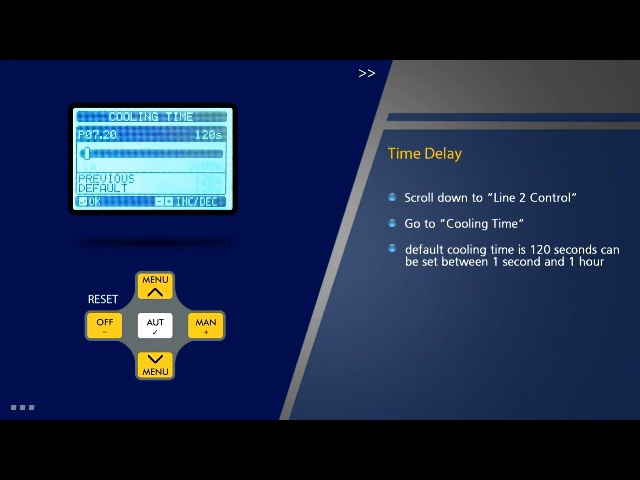 >>
COOLING TIME
P07.20 120s
PREVIOUS
DEFAULT
OK - + INC/DEC
Time Delay
Scroll down to “Line 2 Control”
Go to “Cooling Time”
default cooling time is 120 seconds can
be set between 1 second and 1 hour
MENU
RESET
OFF
-
AUT
✓
MAN
+
MENU